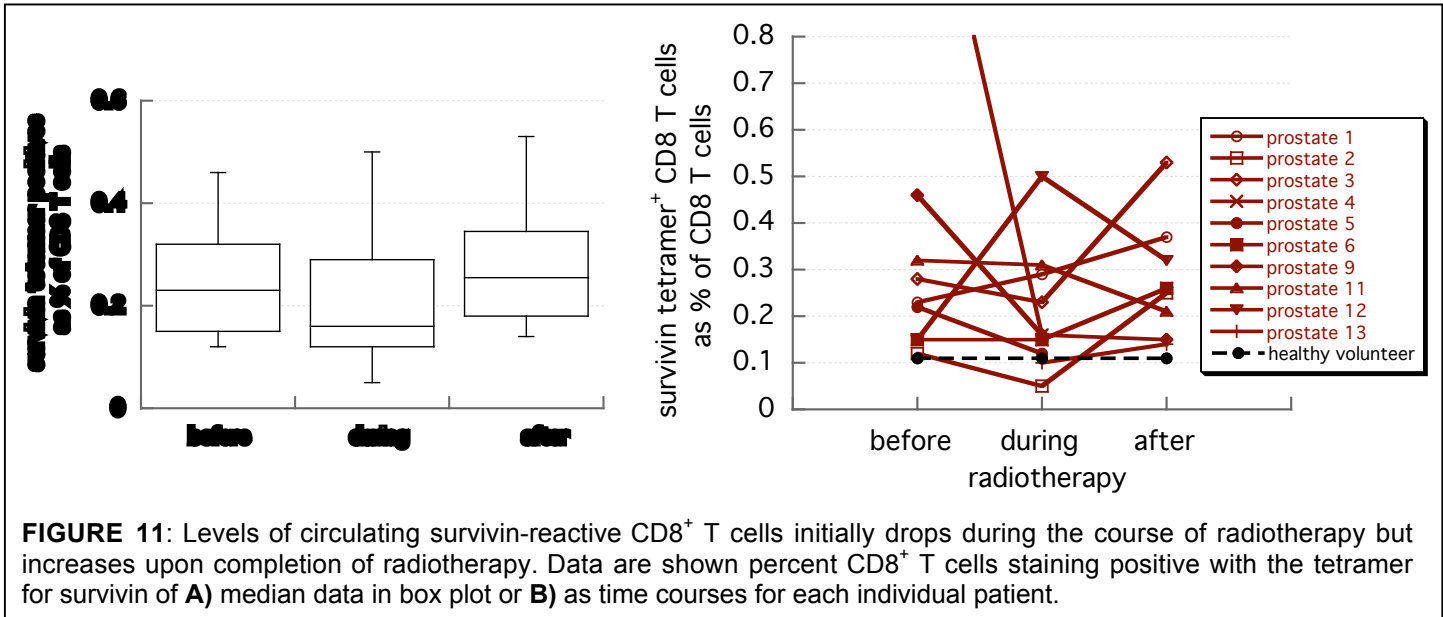 0.6
0.4
0.2
0
before
during
after
survivin tetramer+ CD8 T cells
as % of CD8 T cells
0.8
0.7
0.6
0.5
0.4
0.3
0.2
0.1
0
before
during
after
radiotherapy
prostate 1
prostate 2
prostate 3
prostate 4
prostate 5
prostate 6
prostate 9
prostate 11
prostate 12
prostate 13
healthy volunteer
FIGURE 11: Levels of circulating survivin-reactive CD8+ T cells initially drops during the course of radiotherapy but
increases upon completion of radiotherapy. Data are shown percent CD8+ T cells staining positive with the tetramer
for survivin of A) median data in box plot or B) as time courses for each individual patient.